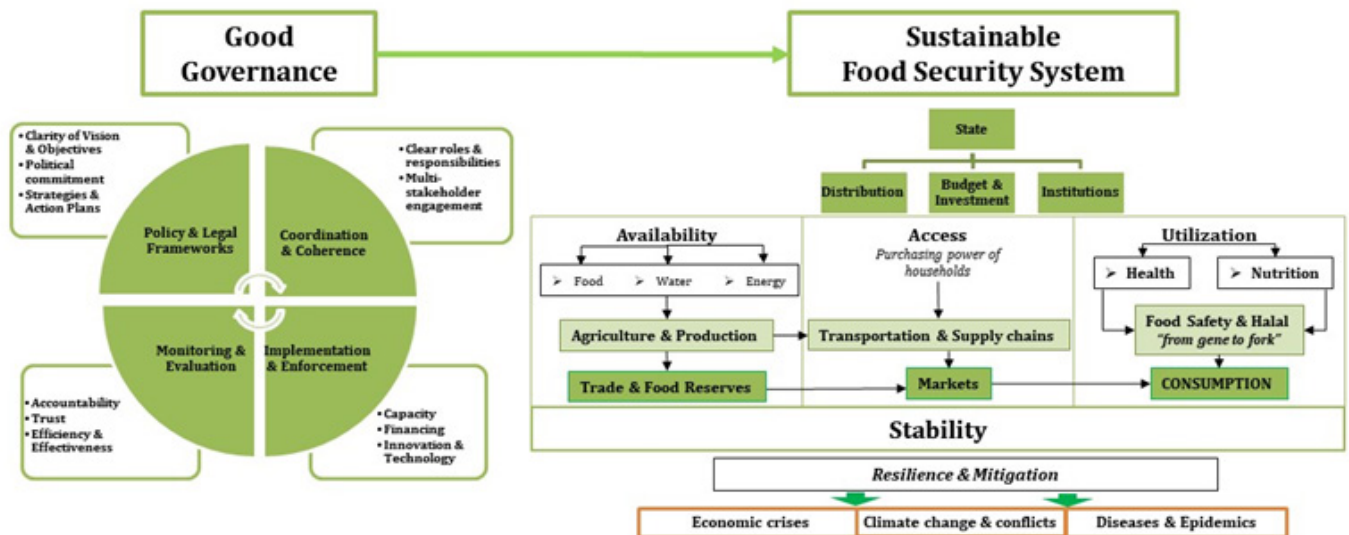 Good
Governance
Sustainable
Food Security System
• Clarity of Vision
& Objectives
• Political
commitment
• Strategies &
Action Plans
• Clear roles &
responsibilities
• Multi-
stakeholder
engagement
Policy & Legal
Frameworks
Coordination
& Coherence
Monitoring &
Evaluation
Implementation
& Enforcement
• Accountability
• Trust
• Efficiency &
Effectiveness
• Capacity
• Financing
• Innovation &
Technology
State
Distribution
Budget &
Investment
Institutions
Availability
➢ Food ➢ Water ➢ Energy
Agriculture & Production
Trade & Food Reserves
Access
Purchasing power of
households
Transportation & Supply chains
Markets
Utilization
➢ Health
➢ Nutrition
Food Safety & Halal
"from gene to fork"
CONSUMPTION
Stability
Resilience & Mitigation
Economic crises
Climate change & conflicts
Diseases & Epidemics